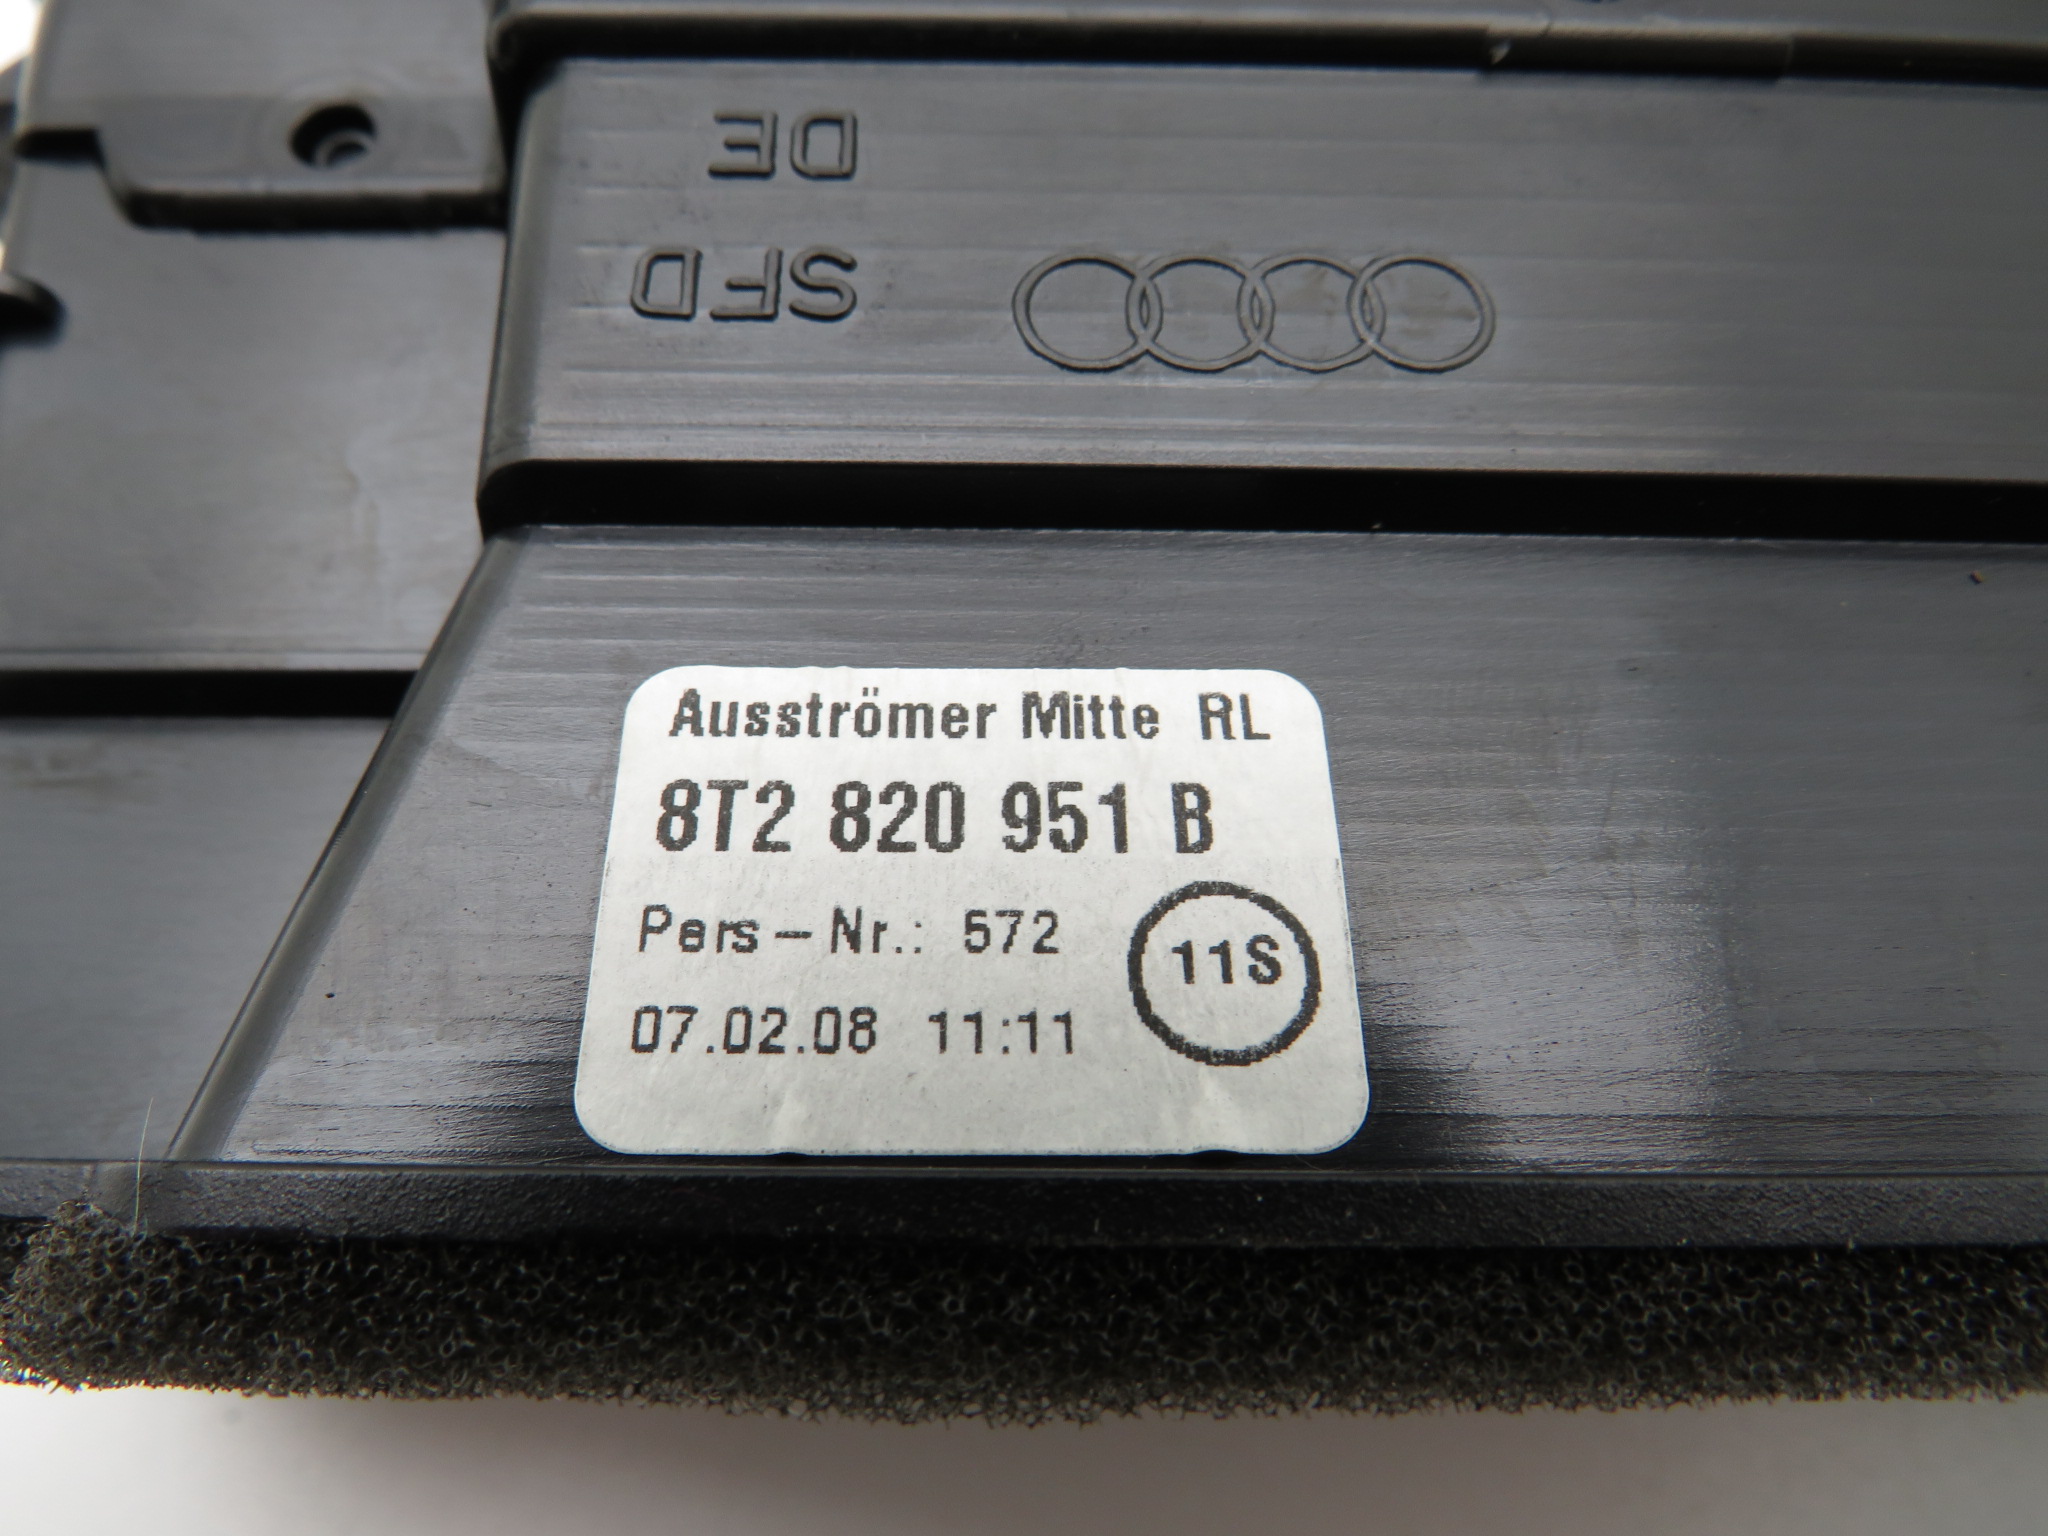 DE
SFD
Ausströmer Mitte RL
8T2 820 951 B
Pers-Nr.: 572
11S
07.02.08 11:11